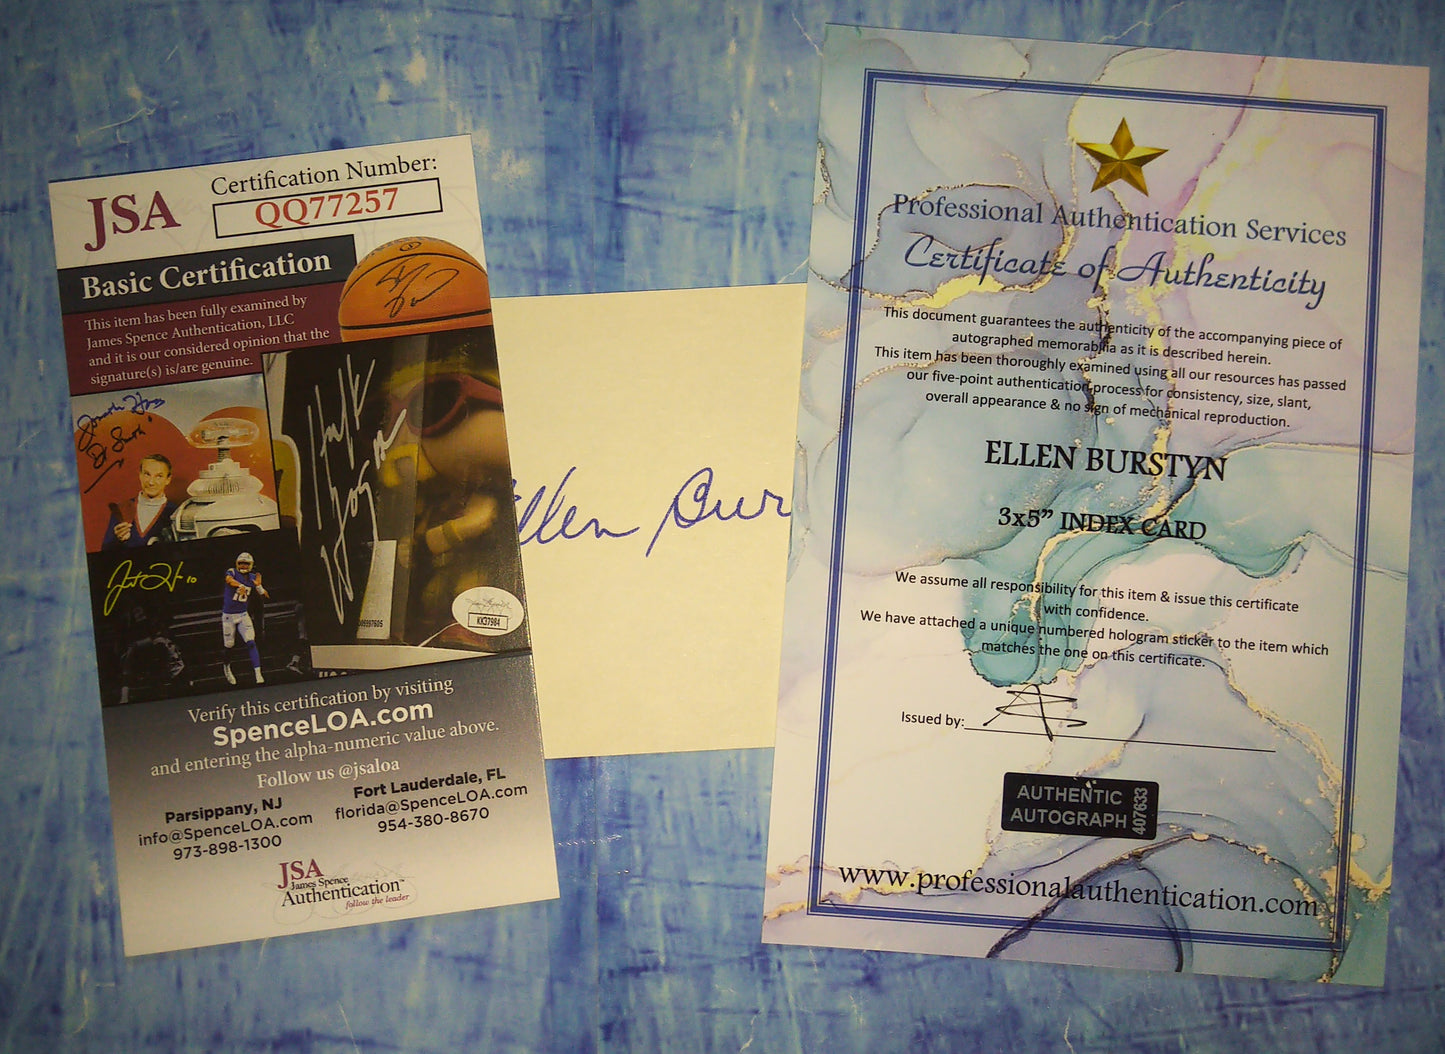 JSA
Certification Number:
QQ77257
Basic Certification
This item has been fully examined by
James Spence Authentication, LLC
and it is our considered opinion that the
signature(s) is/are genuine.
KK37984
Verify this certification by visiting
SpenceLOA.com
and entering the alpha-numeric value above.
Follow us @jsaloa
Parsippany, NJ
info@SpenceLOA.com
973-898-1300
Fort Lauderdale, FL
florida@SpenceLOA.com
954-380-8670
JSA
James Spence
Authentication™
follow the leader
Ellen Bur
Professional Authentication Services
Certificate of Authenticity
This document guarantees the authenticity of the accompanying piece of
autographed memorabilia as it is described herein.
This item has been thoroughly examined using all our resources has passed
our five-point authentication process for consistency, size, slant,
overall appearance & no sign of mechanical reproduction.
ELLEN BURSTYN
3x5” INDEX CARD
We assume all responsibility for this item & issue this certificate
with confidence.
We have attached a unique numbered hologram sticker to the item which
matches the one on this certificate.
Issued by:
AUTHENTIC
AUTOGRAPH
407633
www.professionalauthentication.com